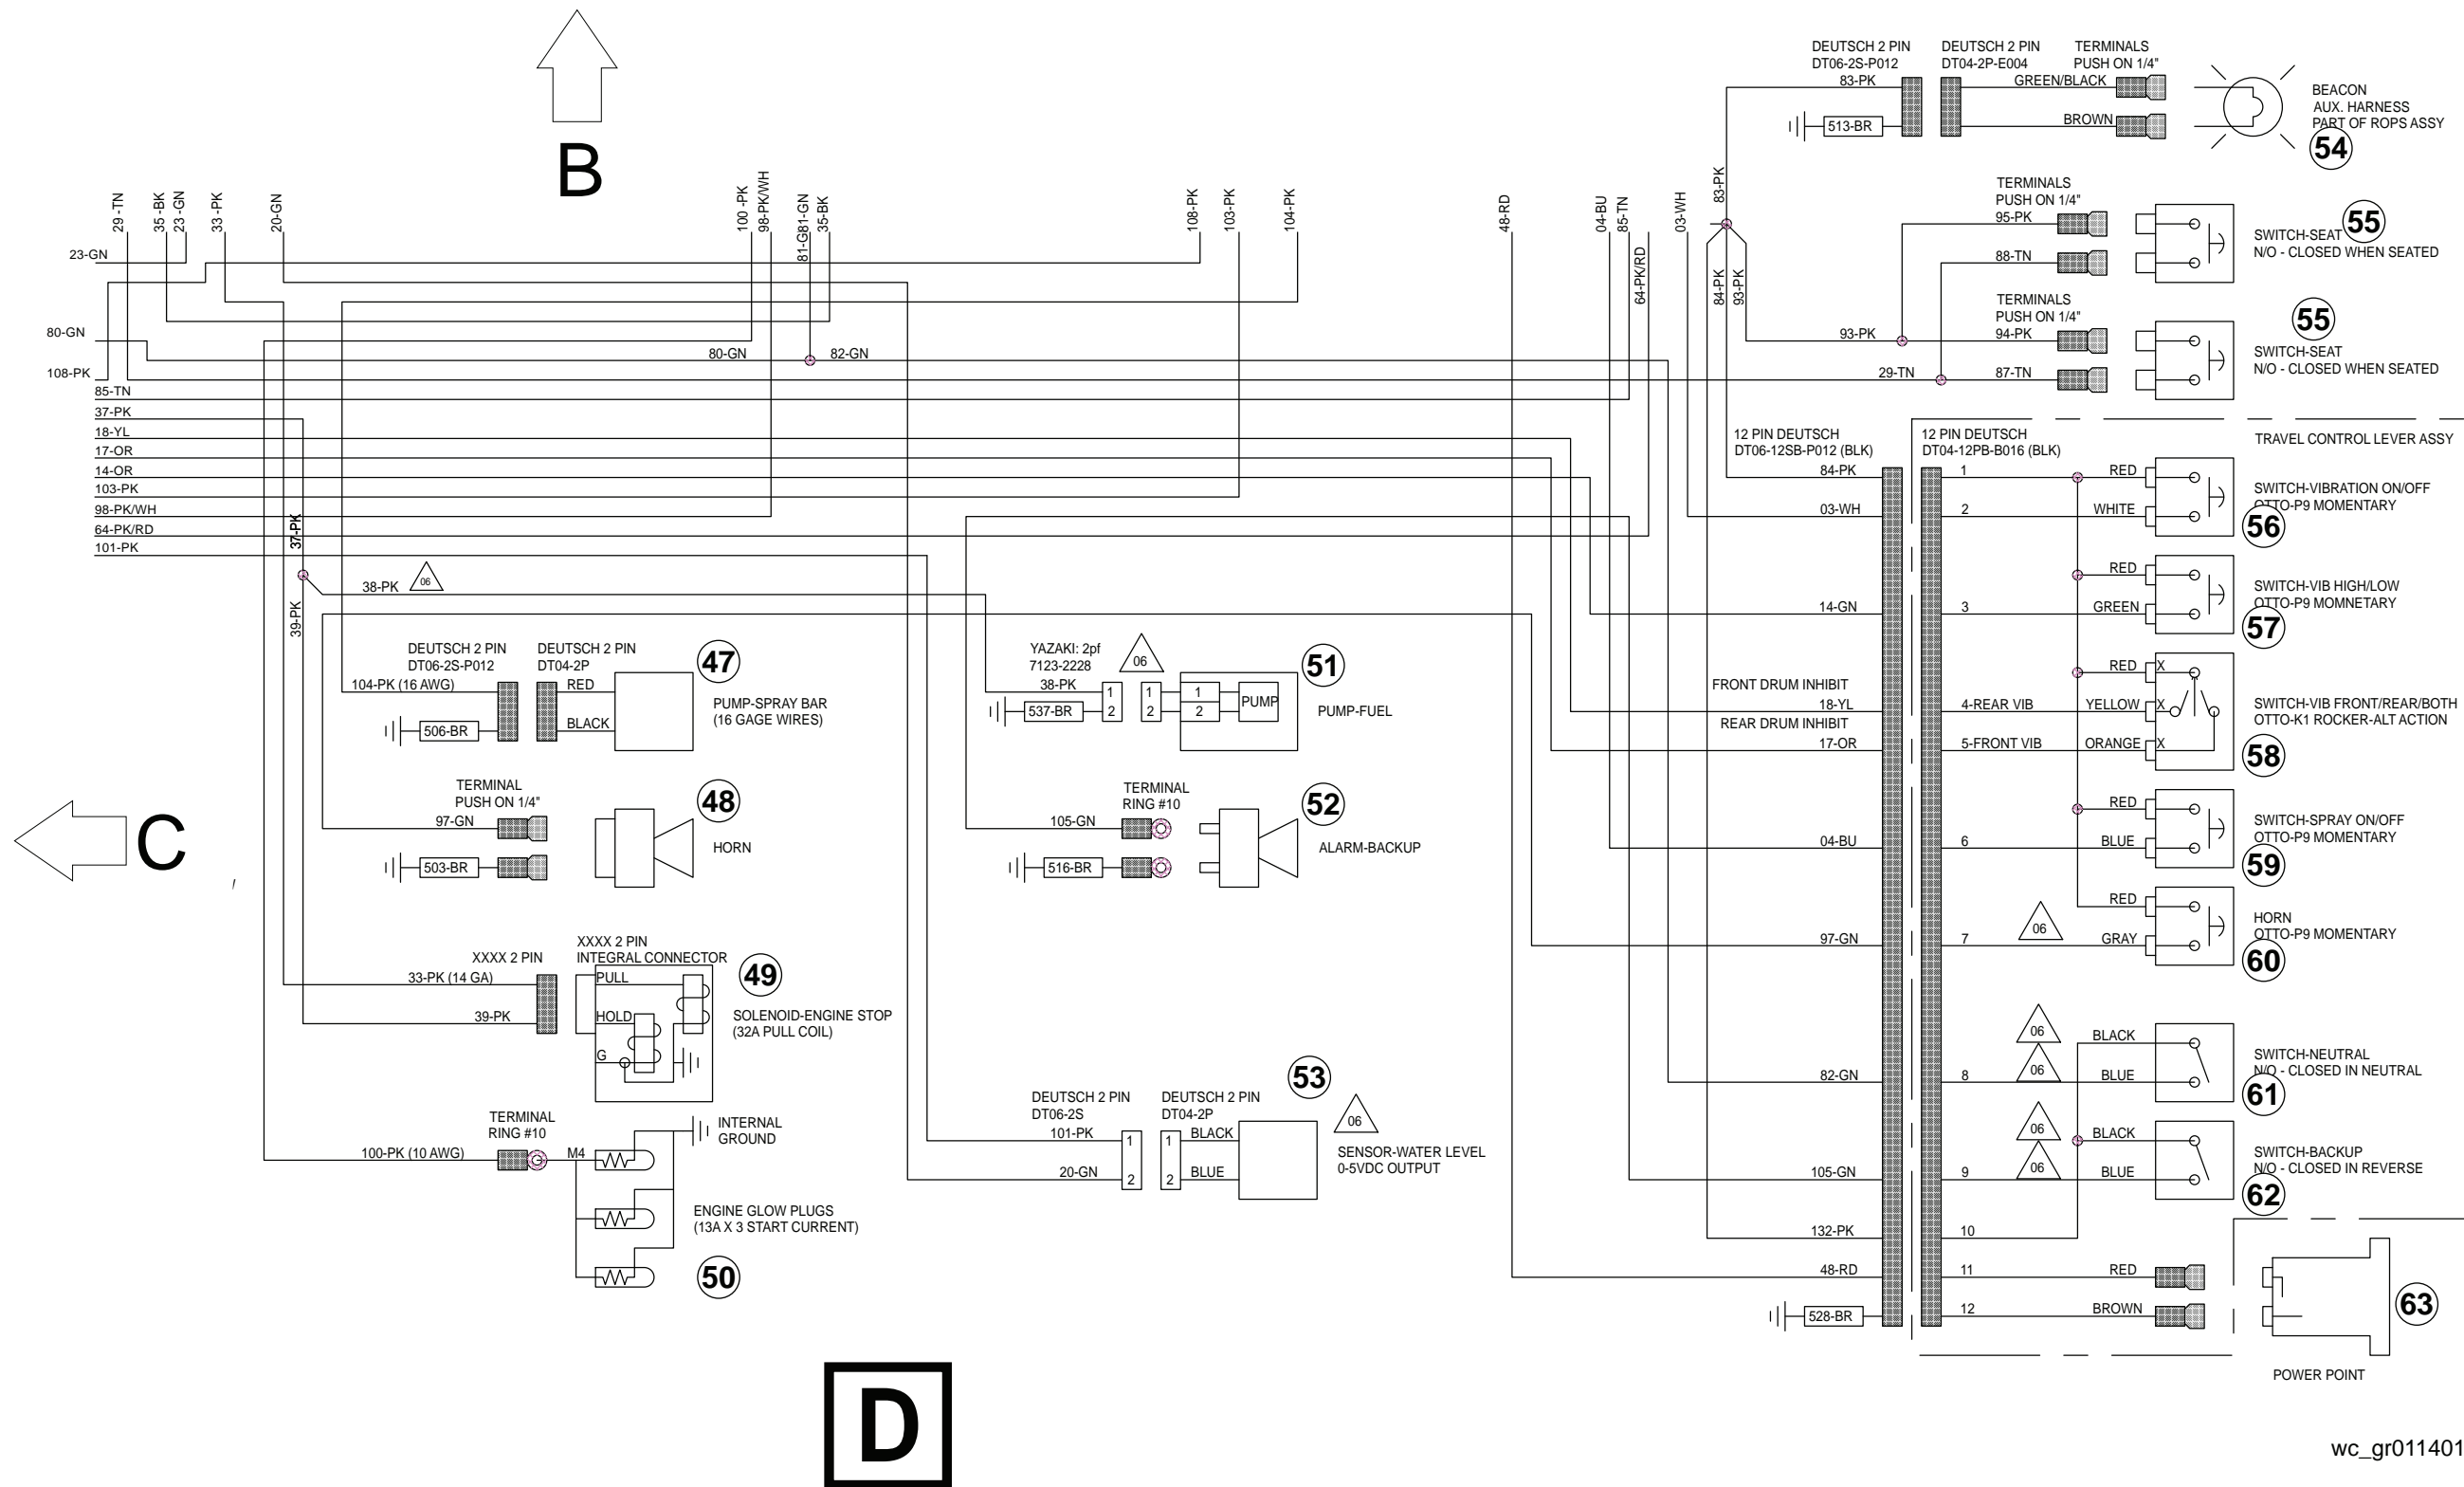 B
DEUTSCH 2 PIN
DT06-2S-P012
83-PK
513-BR
DEUTSCH 2 PIN
DT04-2P-E004
TERMINALS
PUSH ON 1/4"
GREEN/BLACK
BROWN
BEACON
AUX. HARNESS
PART OF ROPS ASSY
54
29 -TN
35 -BK
23 -GN
33 -PK
20-GN
100 -PK
98-PK/WH
81-GN
81-GN
35-BK
108-PK
103-PK
104-PK
48-RD
04-BU
85-TN
64-PK/RD
03-WH
83-PK
84-PK
93-PK
TERMINALS
PUSH ON 1/4"
95-PK
88-TN
SWITCH-SEAT
N/O - CLOSED WHEN SEATED
55
TERMINALS
PUSH ON 1/4"
93-PK
94-PK
29-TN
87-TN
55
SWITCH-SEAT
N/O - CLOSED WHEN SEATED
23-GN
80-GN
80-GN
82-GN
108-PK
85-TN
37-PK
18-YL
17-OR
14-OR
103-PK
98-PK/WH
64-PK/RD
101-PK
37-PK
38-PK
06
39-PK
12 PIN DEUTSCH
DT06-12SB-P012 (BLK)
12 PIN DEUTSCH
DT04-12PB-B016 (BLK)
TRAVEL CONTROL LEVER ASSY
84-PK
1
RED
03-WH
2
WHITE
SWITCH-VIBRATION ON/OFF
OTTO-P9 MOMENTARY
56
RED
14-GN
3
GREEN
SWITCH-VIB HIGH/LOW
OTTO-P9 MOMNETARY
57
FRONT DRUM INHIBIT
18-YL
REAR DRUM INHIBIT
17-OR
4-REAR VIB
5-FRONT VIB
RED
X
YELLOW
X
ORANGE
X
SWITCH-VIB FRONT/REAR/BOTH
OTTO-K1 ROCKER-ALT ACTION
58
RED
04-BU
6
BLUE
SWITCH-SPRAY ON/OFF
OTTO-P9 MOMENTARY
59
RED
97-GN
7
06
GRAY
HORN
OTTO-P9 MOMENTARY
60
06
BLACK
82-GN
8
06
BLUE
SWITCH-NEUTRAL
N/O - CLOSED IN NEUTRAL
61
06
BLACK
105-GN
9
06
BLUE
SWITCH-BACKUP
N/O - CLOSED IN REVERSE
62
132-PK
10
48-RD
11
RED
528-BR
12
BROWN
63
POWER POINT
DEUTSCH 2 PIN
DT06-2S-P012
104-PK (16 AWG)
506-BR
DEUTSCH 2 PIN
DT04-2P
RED
BLACK
47
PUMP-SPRAY BAR
(16 GAGE WIRES)
YAZAKI: 2pf
7123-2228
06
38-PK
537-BR
1
2
1
2
1
2
PUMP
51
PUMP-FUEL
TERMINAL
PUSH ON 1/4"
97-GN
503-BR
48
HORN
TERMINAL
RING #10
105-GN
516-BR
52
ALARM-BACKUP
C
XXXX 2 PIN
33-PK (14 GA)
39-PK
XXXX 2 PIN
INTEGRAL CONNECTOR
PULL
HOLD
G
49
SOLENOID-ENGINE STOP
(32A PULL COIL)
DEUTSCH 2 PIN
DT06-2S
101-PK
20-GN
1
2
DEUTSCH 2 PIN
DT04-2P
1
2
BLACK
BLUE
53
06
SENSOR-WATER LEVEL
0-5VDC OUTPUT
TERMINAL
RING #10
100-PK (10 AWG)
M4
INTERNAL
GROUND
ENGINE GLOW PLUGS
(13A X 3 START CURRENT)
50
D
wc_gr011401